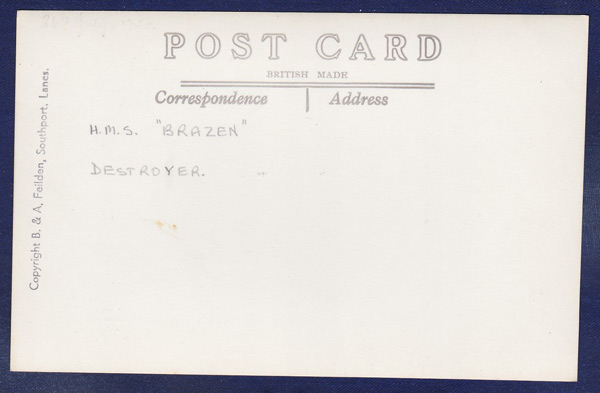 POST CARD
BRITISH MADE
Correspondence
Address
H.M.S. "BRAZEN"
DESTROYER.
Copyright B. & A. Feilden, Southport, Lancs.